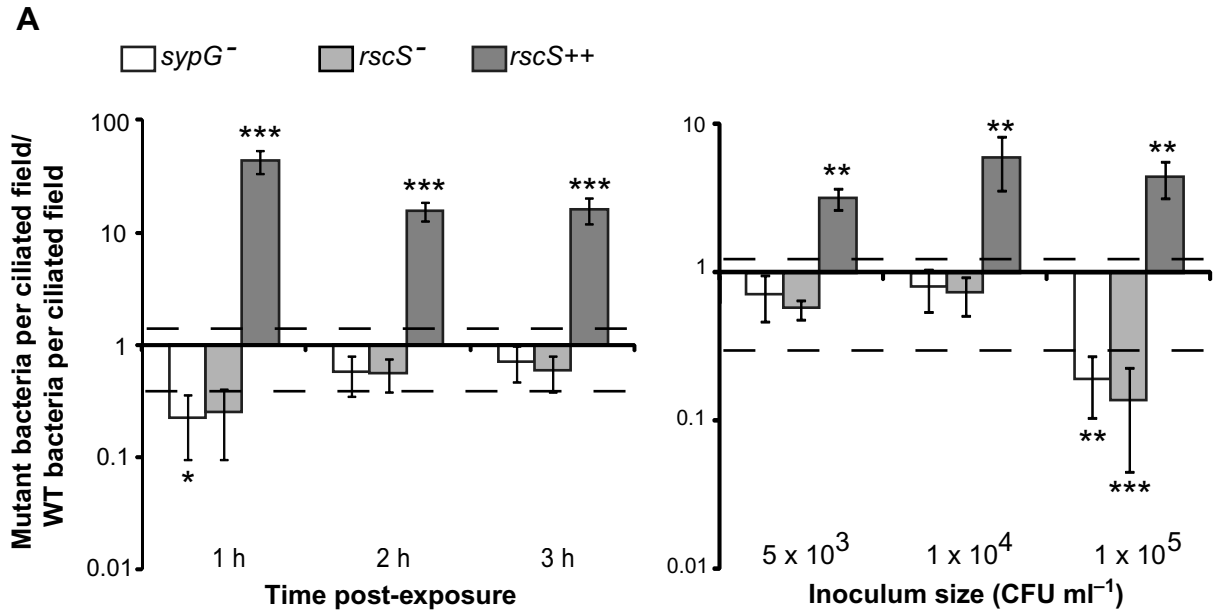 A
sypG⁻ rscS⁻ rscS++
Mutant bacteria per ciliated field/
WT bacteria per ciliated field
100
10
1
0.1
0.01
***
***
***
*
1 h 2 h 3 h
Time post-exposure
10
1
0.1
0.01
**
**
**
**
***
5 x 10³ 1 x 10⁴ 1 x 10⁵
Inoculum size (CFU ml⁻¹)